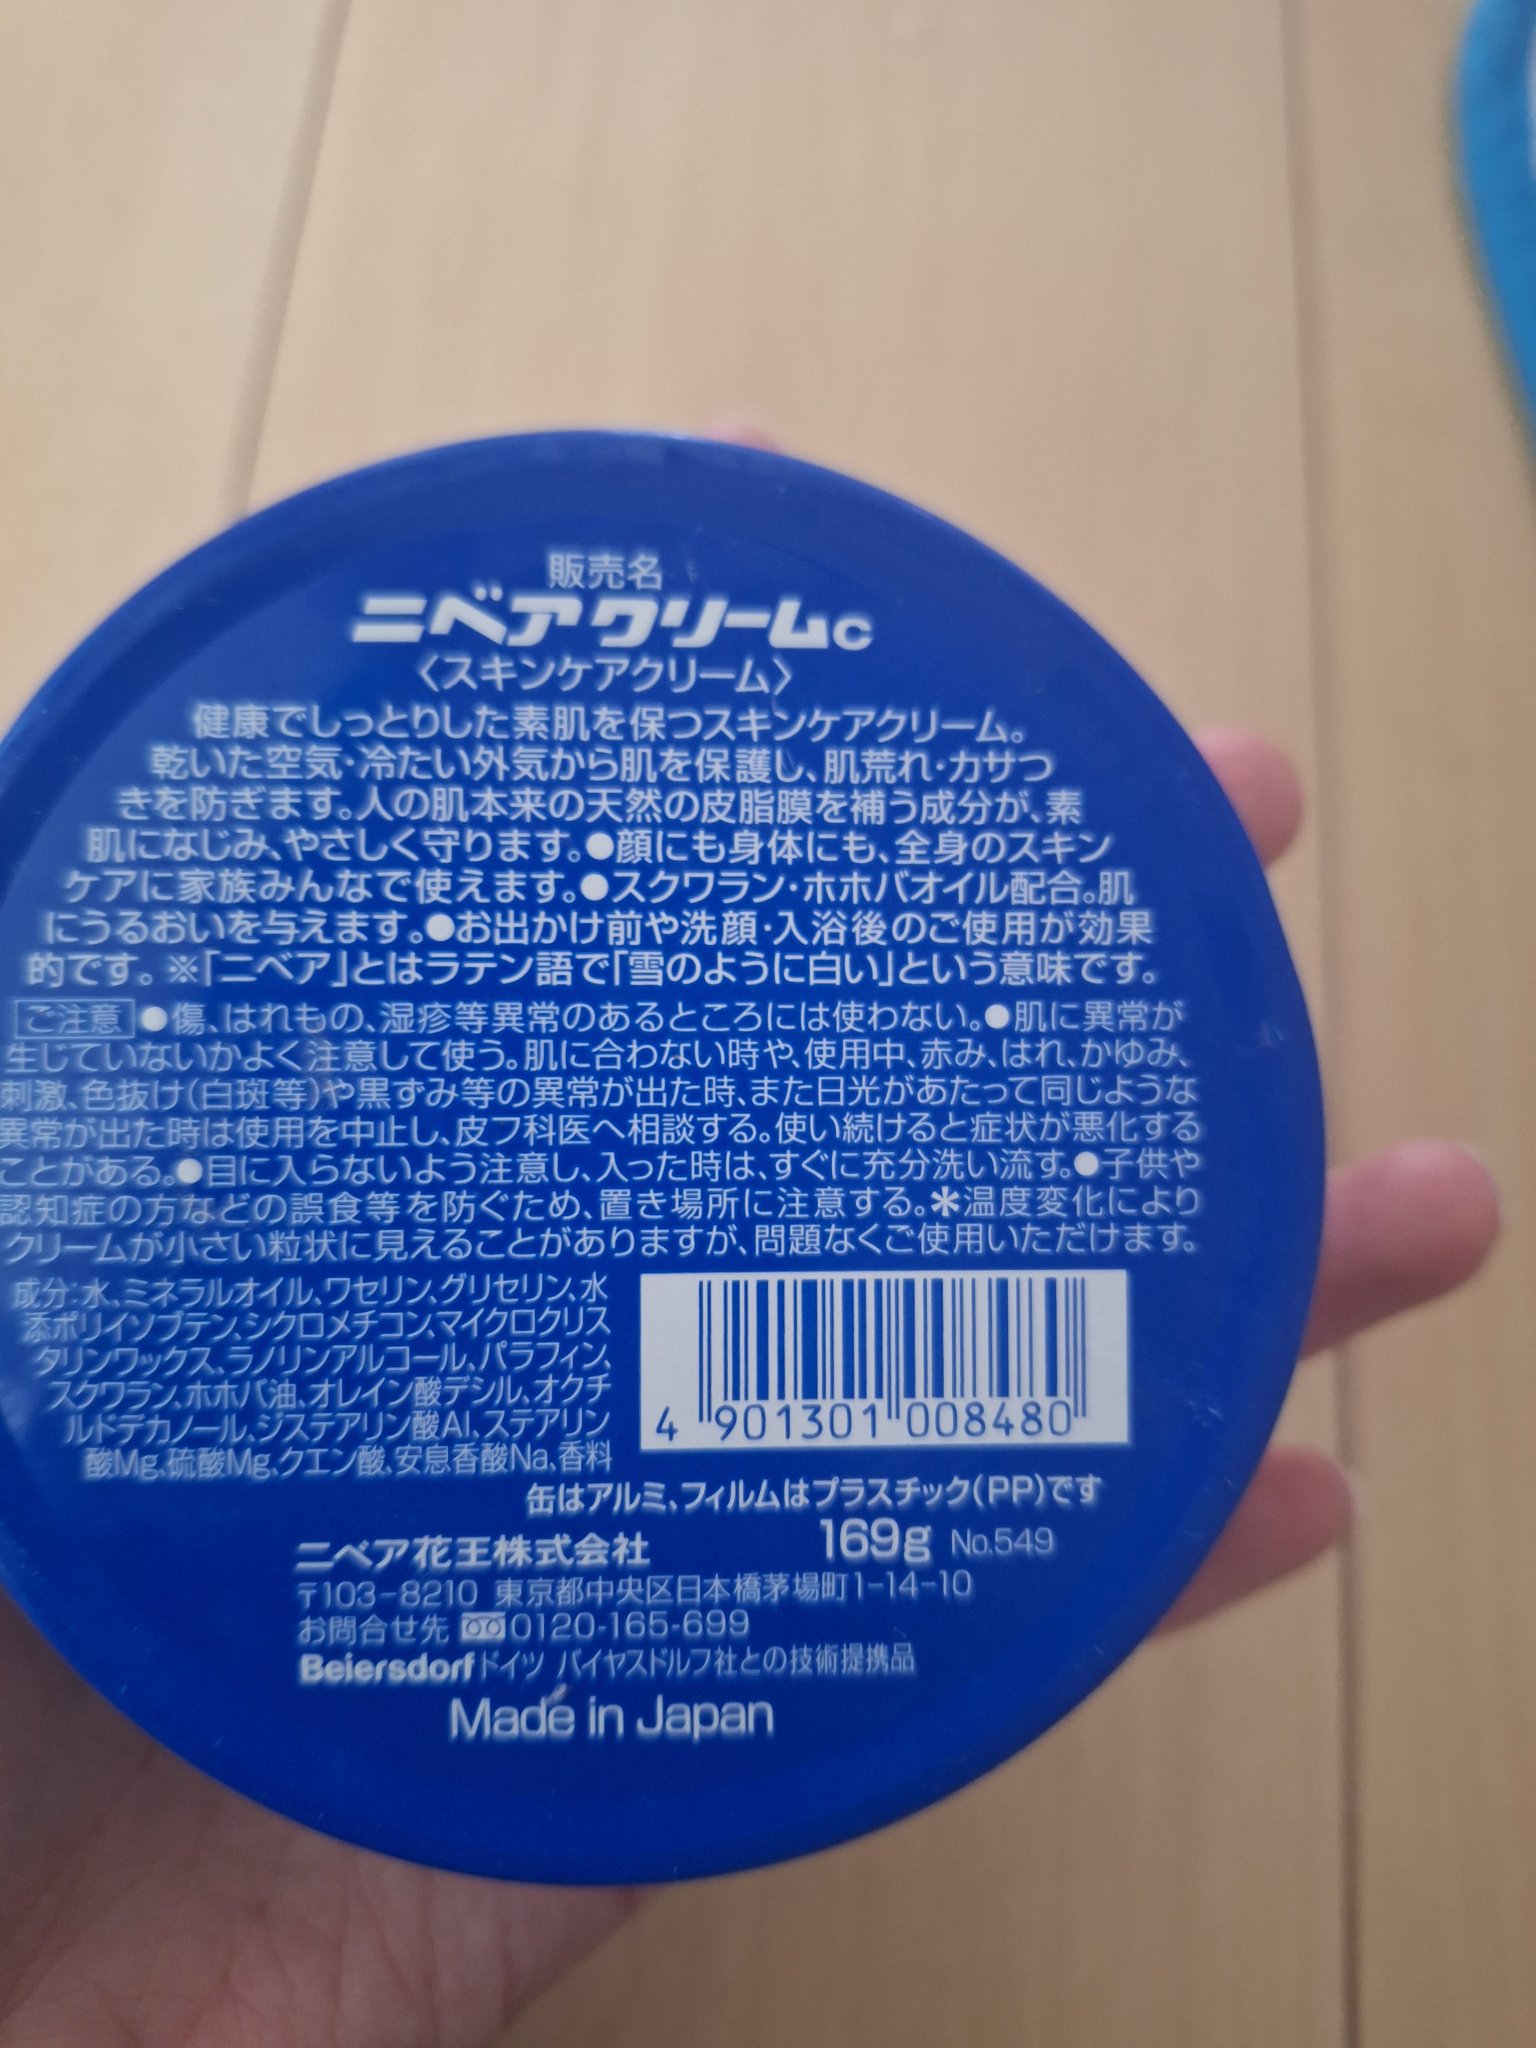 販売名
ニベアクリームc
〈スキンケアクリーム〉
健康でしっとりした素肌を保つスキンケアクリーム。
乾いた空気・冷たい外気から肌を保護し、肌荒れ・カサつ
きを防ぎます。人の肌本来の天然の皮脂膜を補う成分が、素
肌になじみ、やさしく守ります。●顔にも身体にも、全身のスキン
ケアに家族みんなで使えます。●スクワラン・ホホバオイル配合。肌
にうるおいを与えます。●お出かけ前や洗顔・入浴後のご使用が効果
的です。※「ニベア」とはラテン語で「雪のように白い」という意味です。
ご注意 ●傷、はれもの、湿疹等異常のあるところには使わない。●肌に異常が
生じていないかよく注意して使う。肌に合わない時や、使用中、赤み、はれ、かゆみ、
刺激、色抜け(白斑等)や黒ずみ等の異常が出た時、また日光があたって同じような
異常が出た時は使用を中止し、皮フ科医へ相談する。使い続けると症状が悪化する
ことがある。●目に入らないよう注意し、入った時は、すぐに充分洗い流す。●子供や
認知症の方などの誤食等を防ぐため、置き場所に注意する。＊温度変化により
クリームが小さい粒状に見えることがありますが、問題なくご使用いただけます。
成分：水、ミネラルオイル、ワセリン、グリセリン、水
添ポリイソブテン、シクロメチコン、マイクロクリス
タリンワックス、ラノリンアルコール、パラフィン、
スクワラン、ホホバ油、オレイン酸デシル、オクチ
ルドデカノール、ジステアリン酸Al、ステアリン
酸Mg、硫酸Mg、クエン酸、安息香酸Na、香料
4 901301 008480
缶はアルミ、フィルムはプラスチック(PP)です
169g No.549
ニベア花王株式会社
〒103-8210 東京都中央区日本橋茅場町1-14-10
お問合せ先 0120-165-699
Beiersdorf ドイツ バイヤスドルフ社との技術提携品
Made in Japan